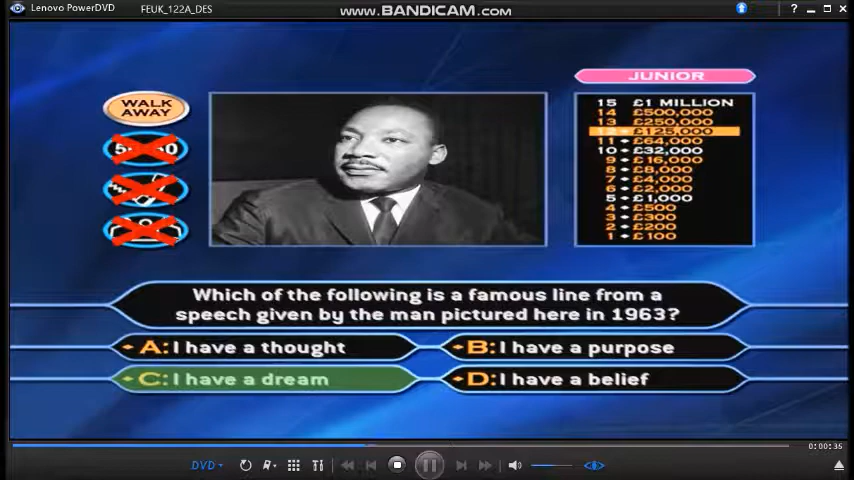 Lenovo PowerDVD
FEUK_122A_DES
www.BANDICAM.com
?
WALK
AWAY
JUNIOR
15 £1 MILLION
14 £500,000
13 £250,000
12 £125,000
11 £64,000
10 £32,000
9 £16,000
8 £8,000
7 £4,000
6 £2,000
5 £1,000
4 £500
3 £300
2 £200
1 £100
Which of the following is a famous line from a
speech given by the man pictured here in 1963?
A: I have a thought
B: I have a purpose
C: I have a dream
D: I have a belief
0:00:35
DVD